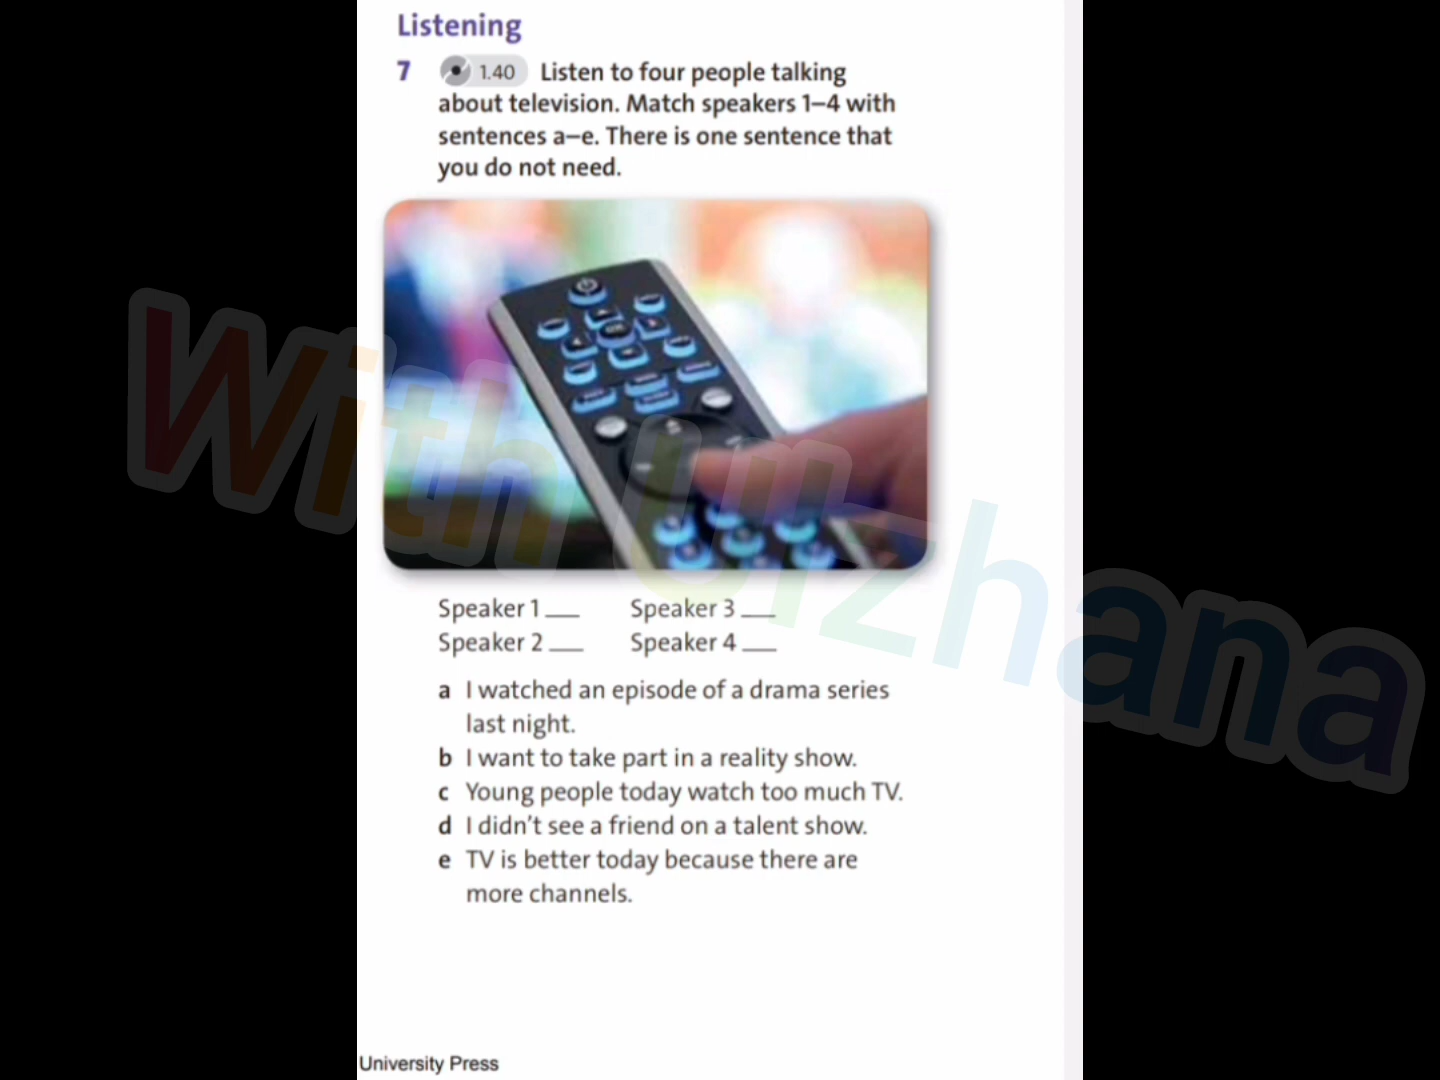 Listening
7 1.40 Listen to four people talking
about television. Match speakers 1–4 with
sentences a–e. There is one sentence that
you do not need.
Speaker 1 ___ Speaker 3 ___
Speaker 2 ___ Speaker 4 ___
a I watched an episode of a drama series
last night.
b I want to take part in a reality show.
c Young people today watch too much TV.
d I didn't see a friend on a talent show.
e TV is better today because there are
more channels.
University Press
With Uizhana